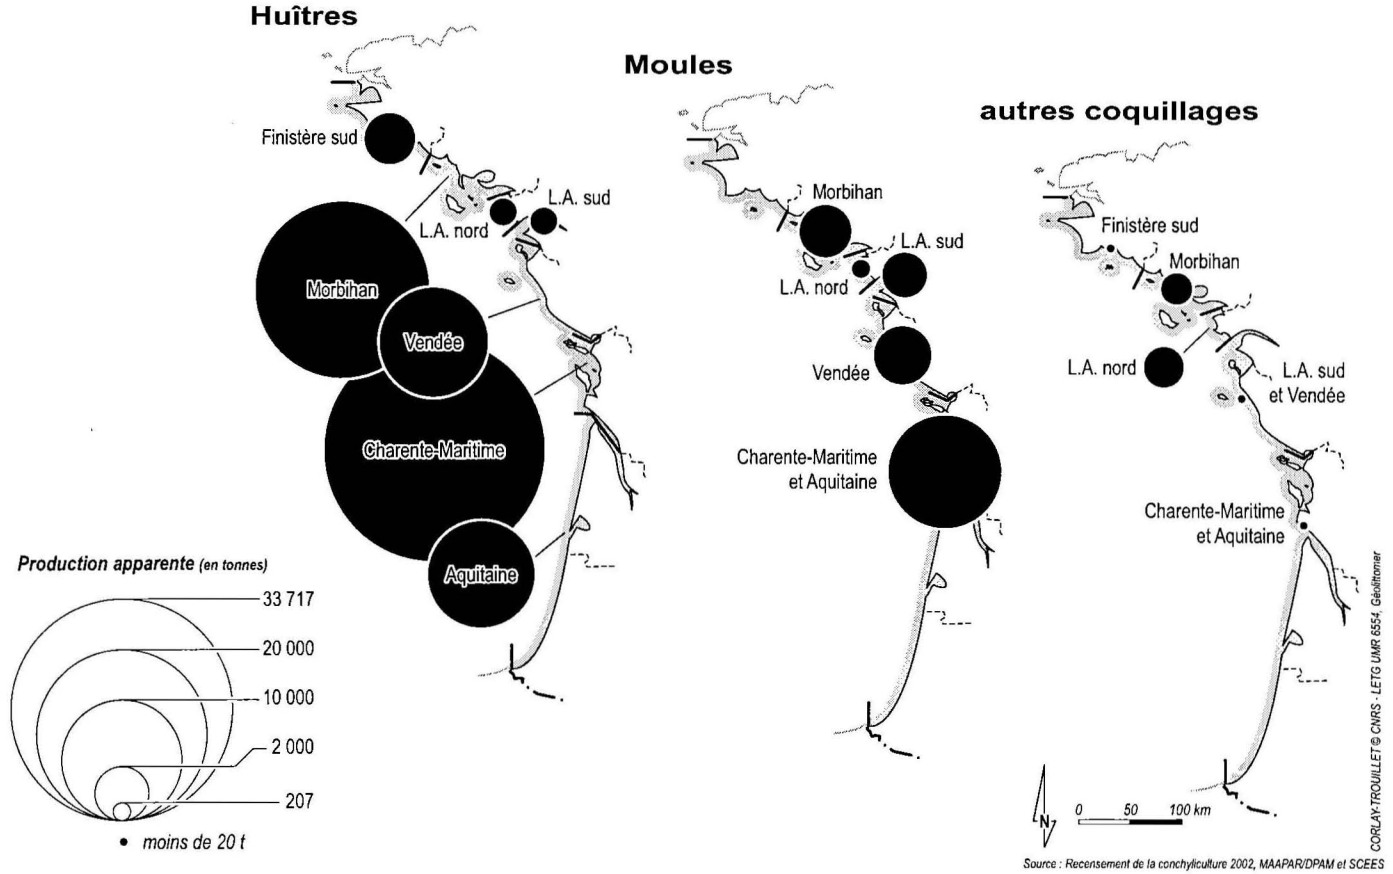 Huîtres
Finistère sud
L.A. sud
L.A. nord
Morbihan
Vendée
Charente-Maritime
Aquitaine
Moules
Morbihan
L.A. sud
L.A. nord
Vendée
Charente-Maritime
et Aquitaine
autres coquillages
Finistère sud
Morbihan
L.A. nord
L.A. sud
et Vendée
Charente-Maritime
et Aquitaine
Production apparente (en tonnes)
33 717
20 000
10 000
2 000
207
moins de 20 t
N
0 50 100 km
CORLAY-TROUILLET © CNRS - LETG UMR 6554, Géolittomer
Source : Recensement de la conchyliculture 2002, MAAPAR/DPAM et SCEES